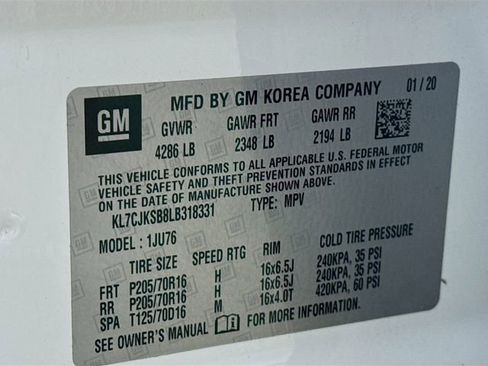 GM MFD BY GM KOREA COMPANY 01/20
GVWR GAWR FRT GAWR RR
4286 LB 2348 LB 2194 LB
THIS VEHICLE CONFORMS TO ALL APPLICABLE U.S. FEDERAL MOTOR
VEHICLE SAFETY AND THEFT PREVENTION STANDARDS IN EFFECT
ON THE DATE OF MANUFACTURE SHOWN ABOVE.
KL7CJKSB8LB318331 TYPE: MPV
MODEL: 1JU76
TIRE SIZE SPEED RTG RIM COLD TIRE PRESSURE
FRT P205/70R16 H 16x6.5J 240KPA, 35 PSI
RR P205/70R16 H 16x6.5J 240KPA, 35 PSI
SPA T125/70D16 M 16x4.0T 420KPA, 60 PSI
SEE OWNER'S MANUAL FOR MORE INFORMATION.